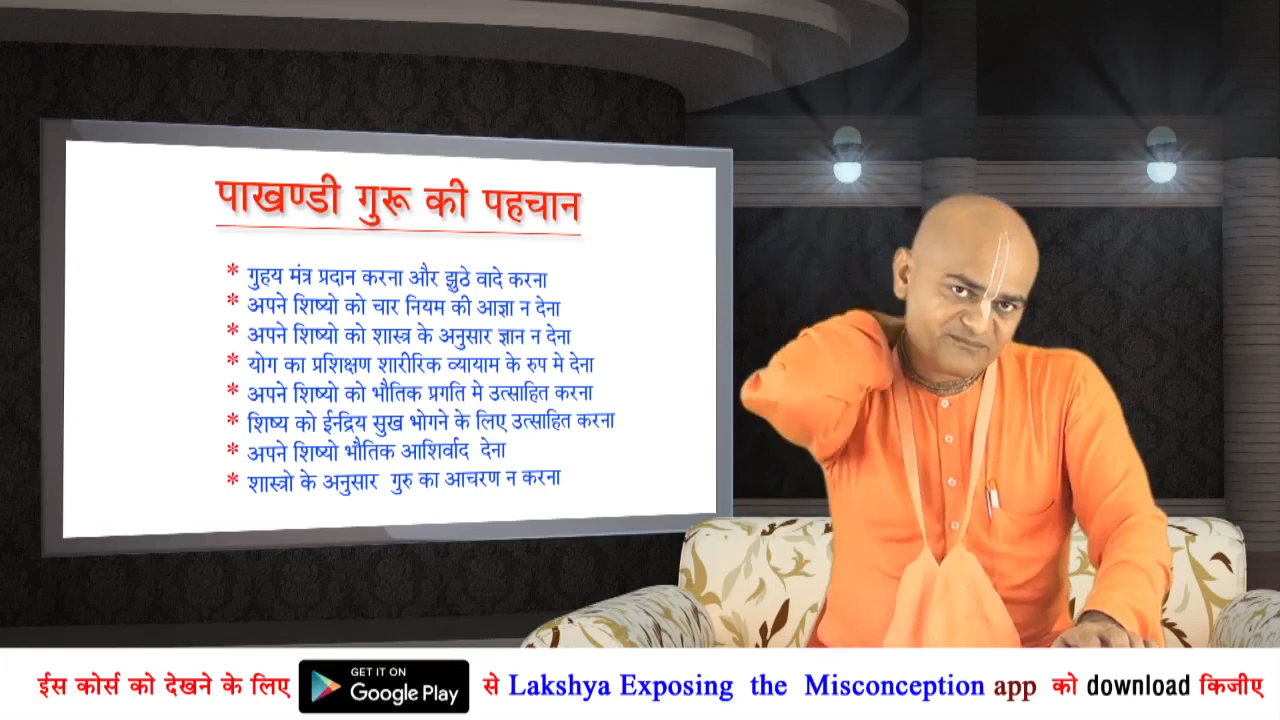 पाखण्डी गुरू की पहचान
* गुहय मंत्र प्रदान करना और झुठे वादे करना
* अपने शिष्यो को चार नियम की आज्ञा न देना
* अपने शिष्यो को शास्त्र के अनुसार ज्ञान न देना
* योग का प्रशिक्षण शारीरिक व्यायाम के रुप मे देना
* अपने शिष्यो को भौतिक प्रगति मे उत्साहित करना
* शिष्य को ईनद्रिय सुख भोगने के लिए उत्साहित करना
* अपने शिष्यो भौतिक आशिर्वाद देना
* शास्त्रो के अनुसार गुरु का आचरण न करना
ईस कोर्स को देखने के लिए GET IT ON Google Play से Lakshya Exposing the Misconception app को download किजीए